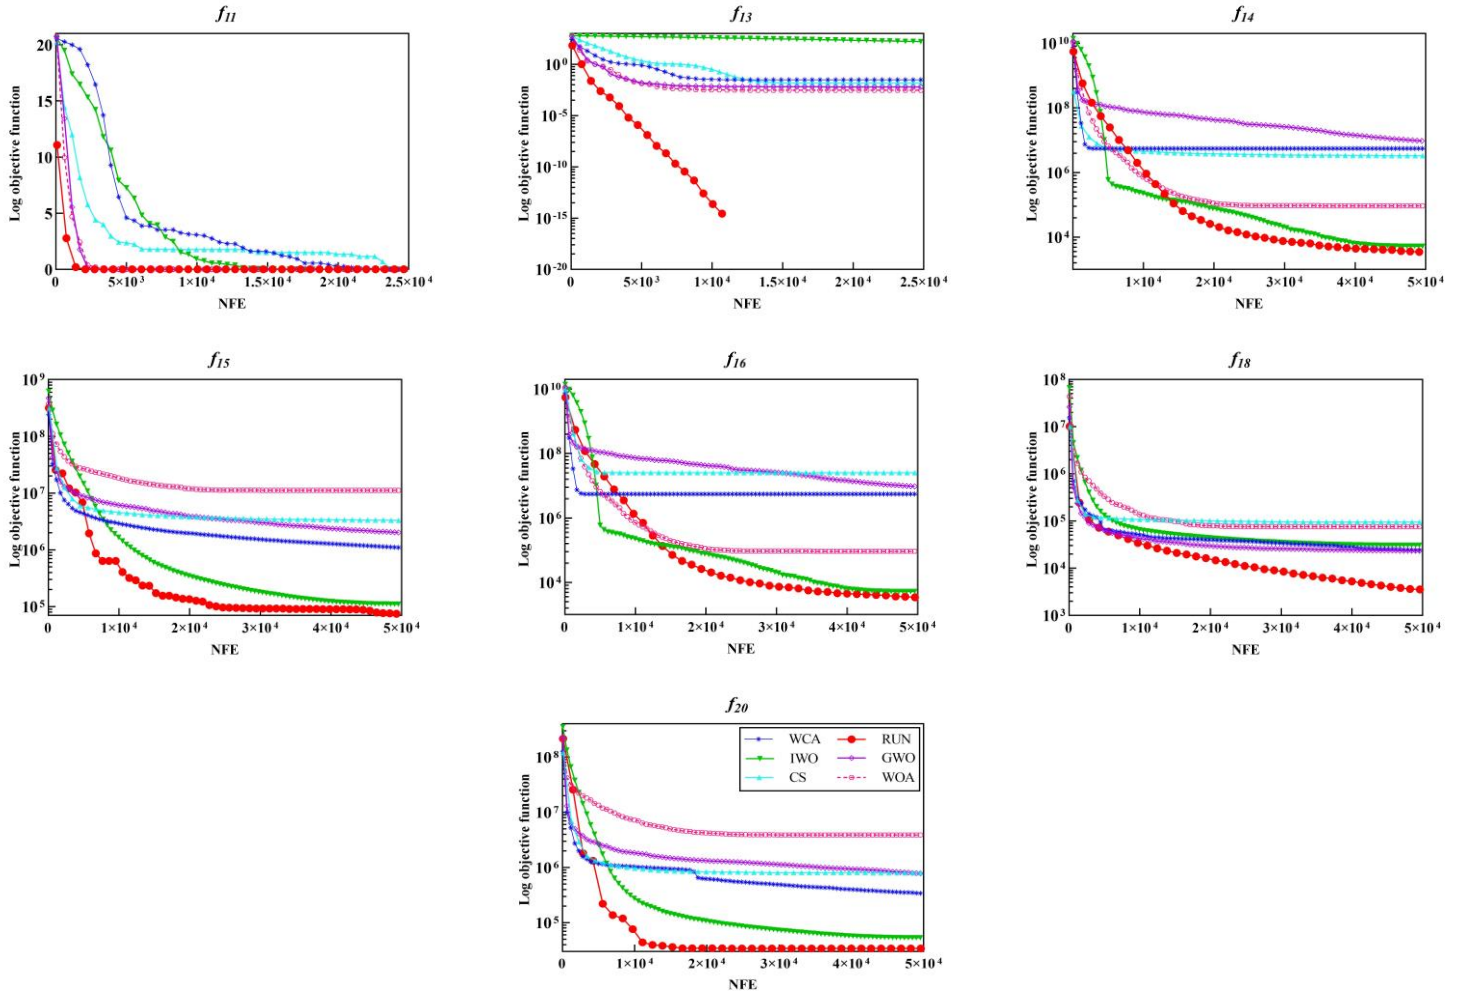 f₁₁
Log objective function
20
15
10
5
0
5×10³
1×10⁴
1.5×10⁴
2×10⁴
2.5×10⁴
NFE
f₁₃
Log objective function
10⁰
10⁻⁵
10⁻¹⁰
10⁻¹⁵
10⁻²⁰
0
5×10³
1×10⁴
1.5×10⁴
2×10⁴
2.5×10⁴
NFE
f₁₄
Log objective function
10¹⁰
10⁸
10⁶
10⁴
1×10⁴
2×10⁴
3×10⁴
4×10⁴
5×10⁴
NFE
f₁₅
Log objective function
10⁹
10⁸
10⁷
10⁶
10⁵
0
1×10⁴
2×10⁴
3×10⁴
4×10⁴
5×10⁴
NFE
f₁₆
Log objective function
10¹⁰
10⁸
10⁶
10⁴
0
1×10⁴
2×10⁴
3×10⁴
4×10⁴
5×10⁴
NFE
f₁₈
Log objective function
10⁸
10⁷
10⁶
10⁵
10⁴
10³
0
1×10⁴
2×10⁴
3×10⁴
4×10⁴
5×10⁴
NFE
f₂₀
Log objective function
10⁸
10⁷
10⁶
10⁵
0
1×10⁴
2×10⁴
3×10⁴
4×10⁴
5×10⁴
NFE
WCA
RUN
IWO
GWO
CS
WOA